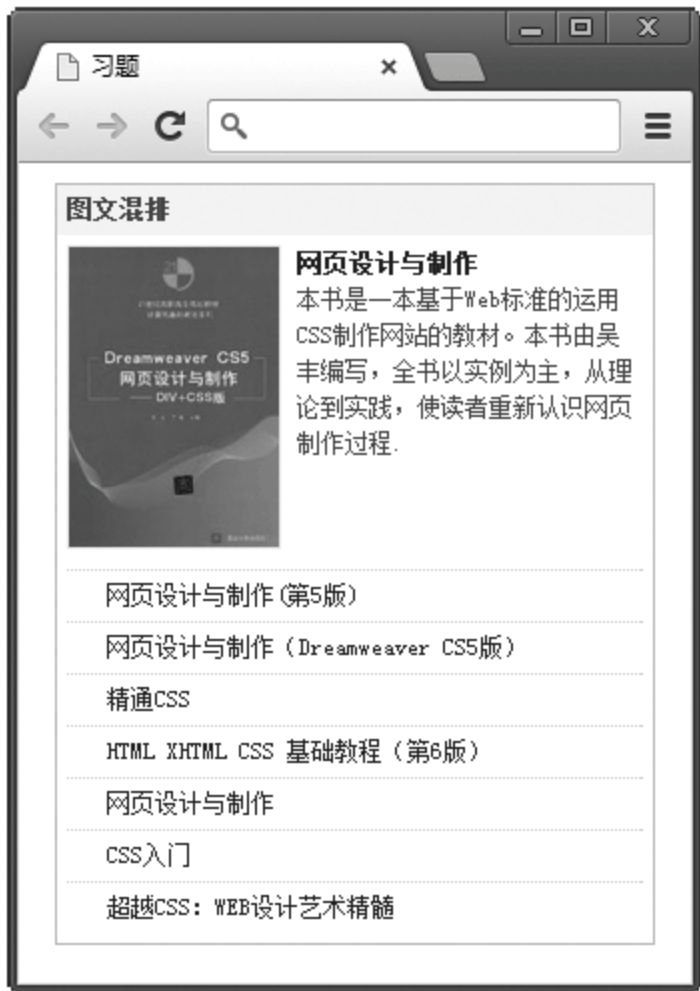 习题
图文混排
网页设计与制作
本书是一本基于Web标准的运用
CSS制作网站的教材。本书由吴
丰编写，全书以实例为主，从理
论到实践，使读者重新认识网页
制作过程.
Dreamweaver CS5
网页设计与制作
DIV+CSS版
网页设计与制作(第5版)
网页设计与制作（Dreamweaver CS5版）
精通CSS
HTML XHTML CSS 基础教程（第6版）
网页设计与制作
CSS入门
超越CSS：WEB设计艺术精髓